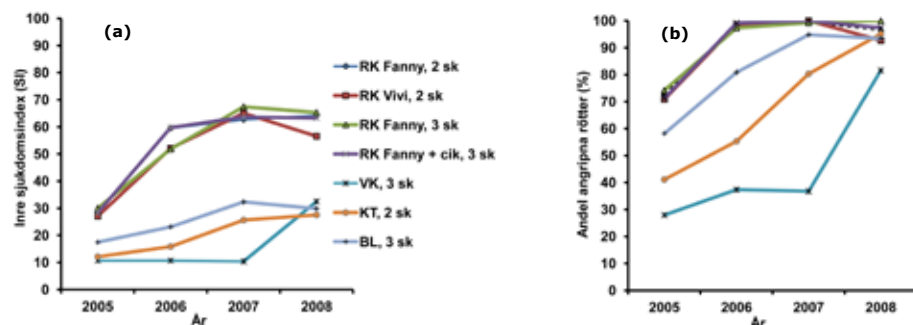 (a)
Inre sjukdomsindex (SI)
100
90
80
70
60
50
40
30
20
10
0
2005 2006 2007 2008
År
RK Fanny, 2 sk
RK Vivi, 2 sk
RK Fanny, 3 sk
RK Fanny + cik, 3 sk
VK, 3 sk
KT, 2 sk
BL, 3 sk
(b)
Andel angripna rötter (%)
100
90
80
70
60
50
40
30
20
10
0
2005 2006 2007 2008
År